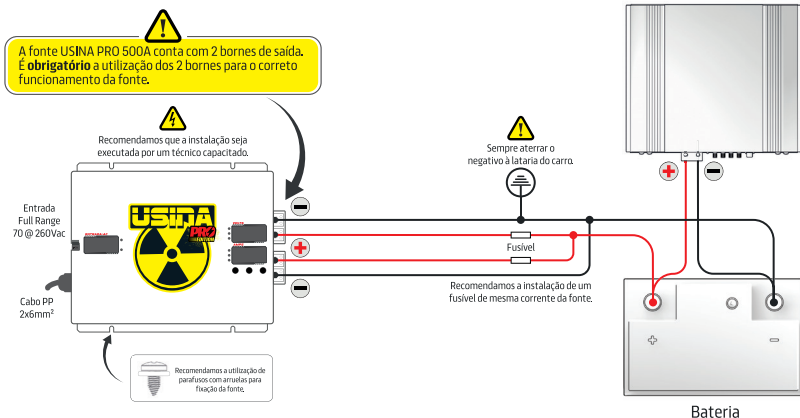 A fonte USINA PRO 500A conta com 2 bornes de saída.
É obrigatório a utilização dos 2 bornes para o correto
funcionamento da fonte.
Recomendamos que a instalação seja
executada por um técnico capacitado.
Sempre aterrar o
negativo à lataria do carro.
Entrada
Full Range
70 @ 260Vac
USINA
PRO
EDITION
VOLTS
AMPS
Cabo PP
2x6mm²
Fusível
Recomendamos a instalação de um
fusível de mesma corrente da fonte.
Recomendamos a utilização de
parafusos com arruelas para
fixação da fonte.
+
−
+
−
−
+
−
Bateria